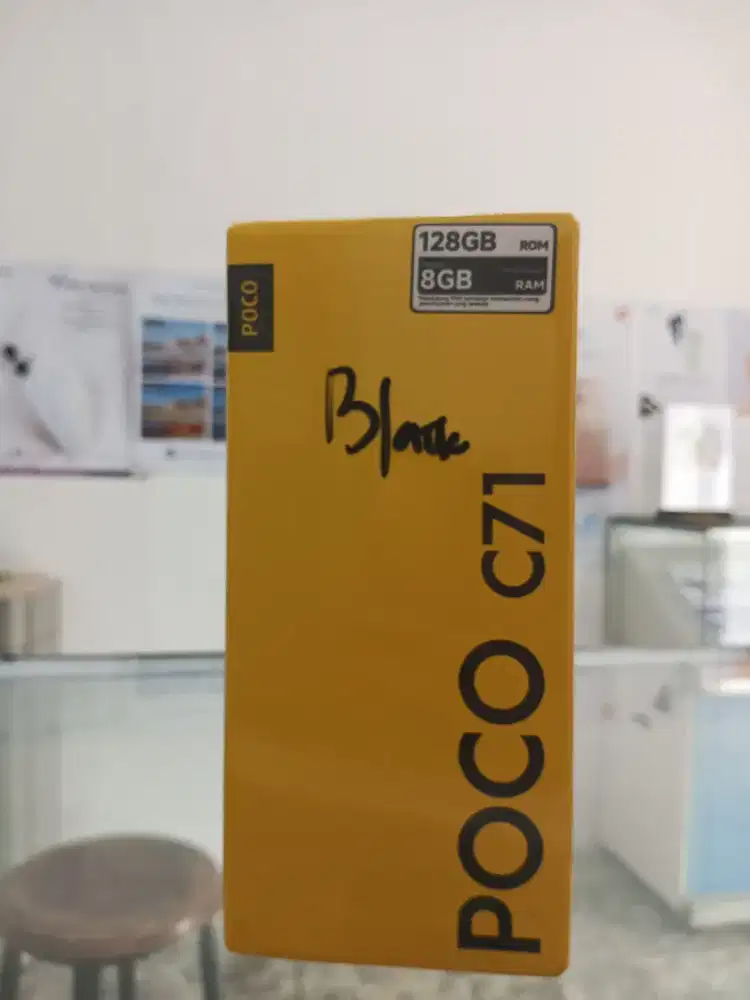 128GB ROM
8GB RAM
POCO
Black
POCO C71